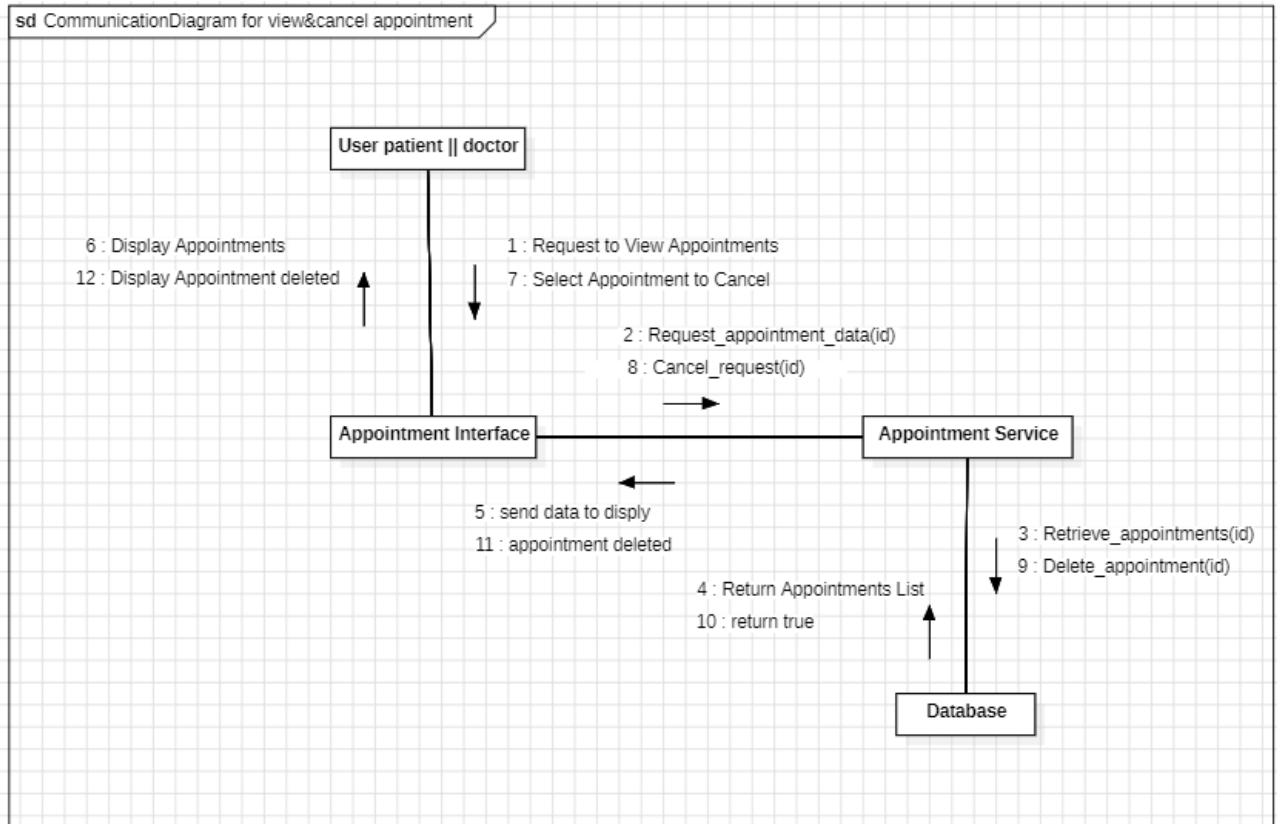 sd CommunicationDiagram for view&cancel appointment
User patient || doctor
6 : Display Appointments
12 : Display Appointment deleted
1 : Request to View Appointments
7 : Select Appointment to Cancel
2 : Request_appointment_data(id)
8 : Cancel_request(id)
Appointment Interface
Appointment Service
5 : send data to disply
11 : appointment deleted
3 : Retrieve_appointments(id)
9 : Delete_appointment(id)
4 : Return Appointments List
10 : return true
Database